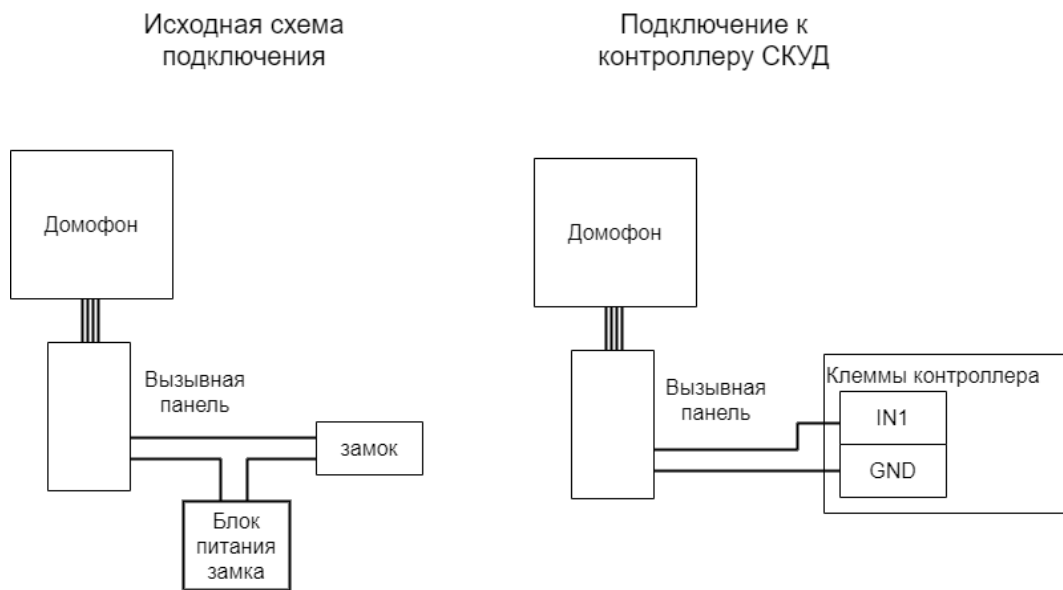 Исходная схема
подключения
Подключение к
контроллеру СКУД
Домофон
Вызывная
панель
замок
Блок
питания
замка
Домофон
Вызывная
панель
Клеммы контроллера
IN1
GND